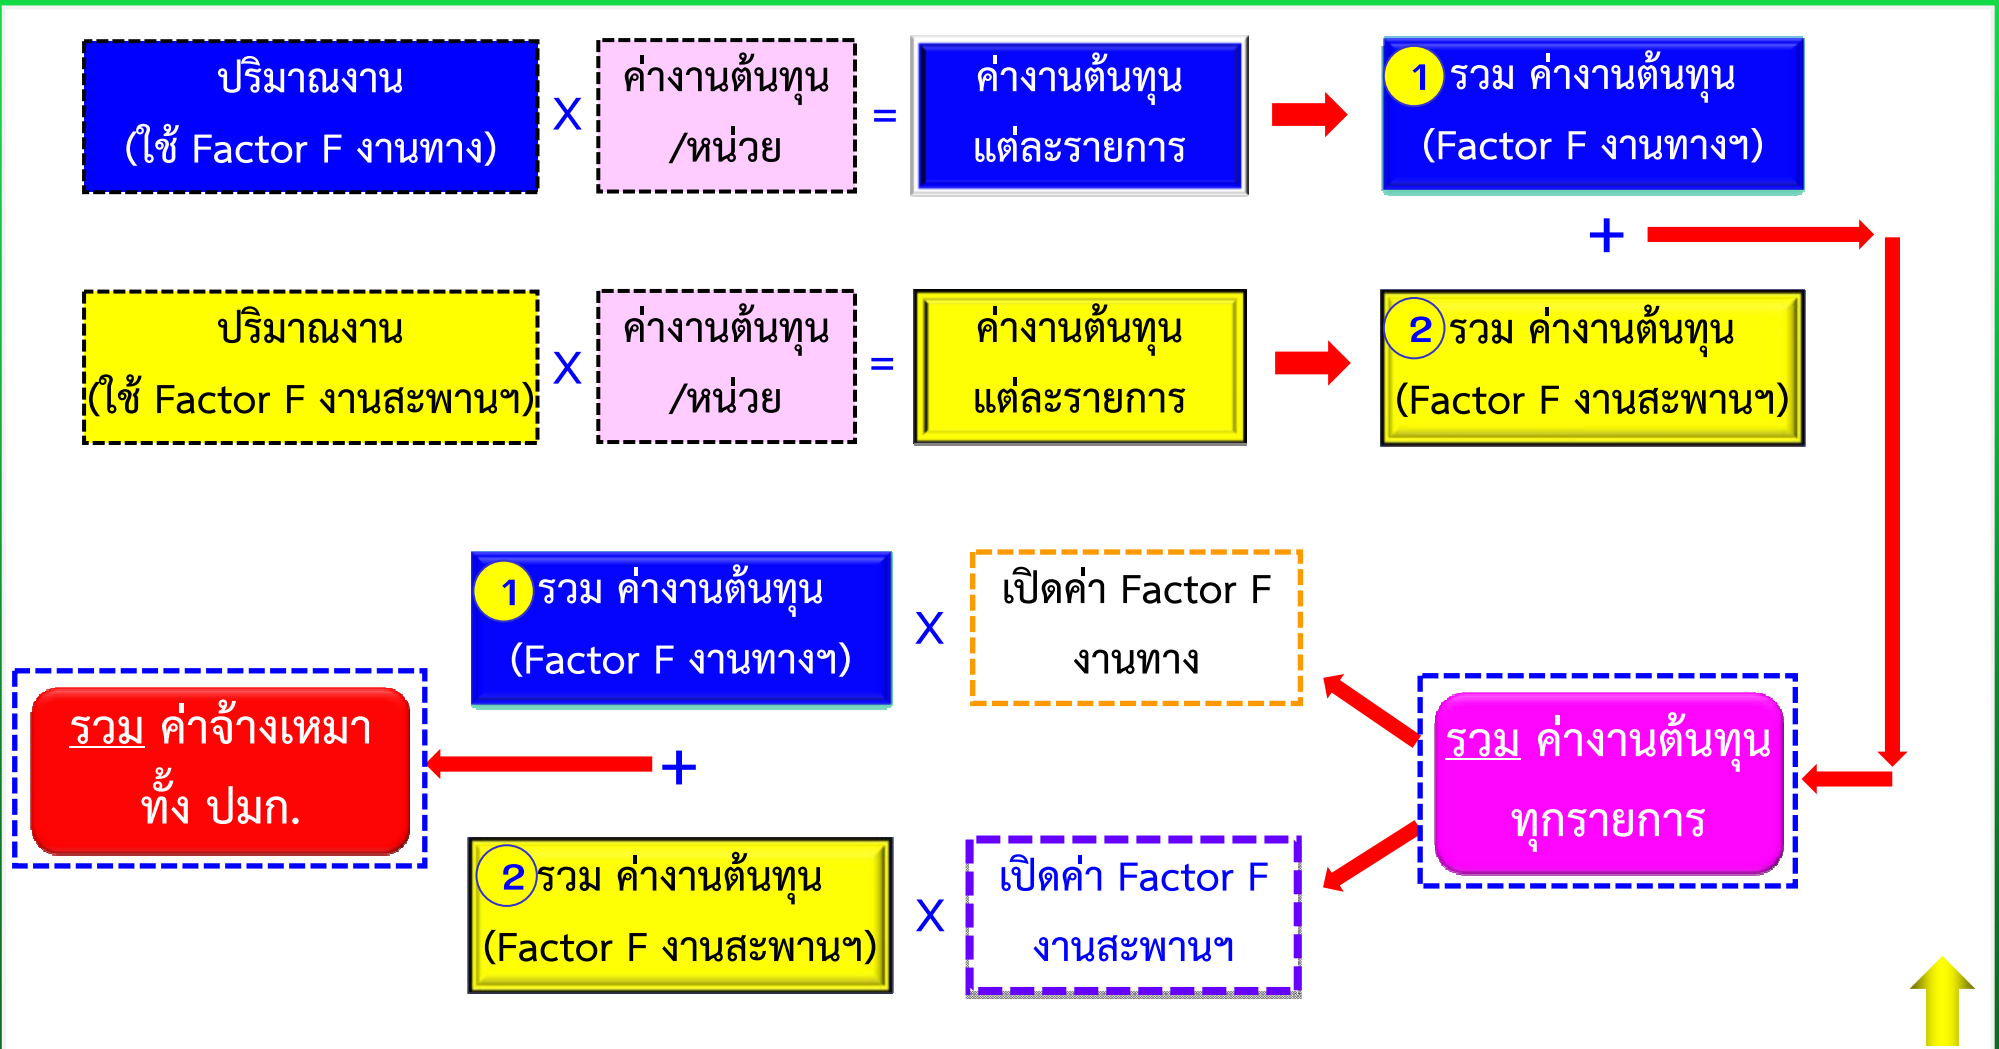 ปริมาณงาน
(ใช้ Factor F งานทาง)
X
ค่างานต้นทุน
/หน่วย
=
ค่างานต้นทุน
แต่ละรายการ
1 รวม ค่างานต้นทุน
(Factor F งานทางฯ)
+
ปริมาณงาน
(ใช้ Factor F งานสะพานฯ)
X
ค่างานต้นทุน
/หน่วย
=
ค่างานต้นทุน
แต่ละรายการ
2 รวม ค่างานต้นทุน
(Factor F งานสะพานฯ)
1 รวม ค่างานต้นทุน
(Factor F งานทางฯ)
X
เปิดค่า Factor F
งานทาง
รวม ค่าจ้างเหมา
ทั้ง ปมก.
+
รวม ค่างานต้นทุน
ทุกรายการ
2 รวม ค่างานต้นทุน
(Factor F งานสะพานฯ)
X
เปิดค่า Factor F
งานสะพานฯ